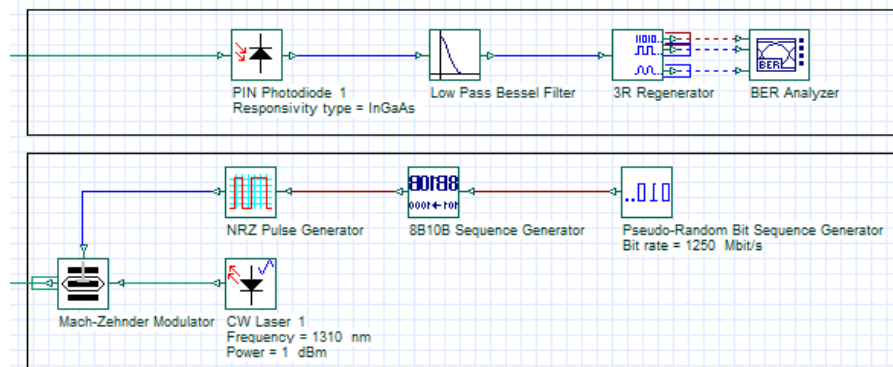 PIN Photodiode 1
Responsivity type = InGaAs
Low Pass Bessel Filter
3R Regenerator
BER
BER Analyzer
NRZ Pulse Generator
8B10B Sequence Generator
Pseudo-Random Bit Sequence Generator
Bit rate = 1250 Mbit/s
Mach-Zehnder Modulator
CW Laser 1
Frequency = 1310 nm
Power = 1 dBm